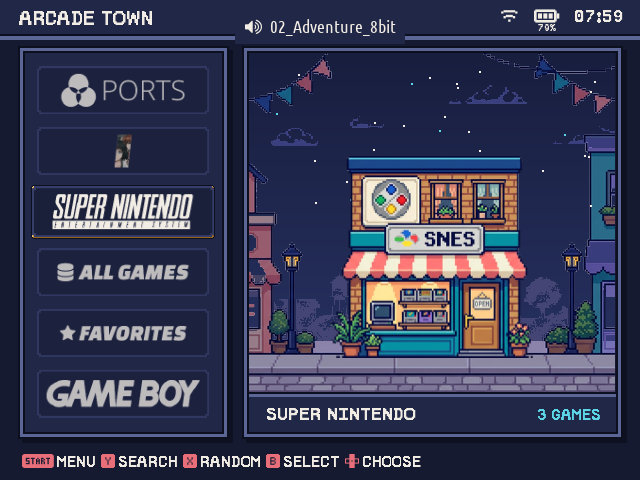 ARCADE TOWN
02_Adventure_8bit
79%
07:59
PORTS
SUPER NINTENDO
ENTERTAINMENT SYSTEM
ALL GAMES
FAVORITES
GAME BOY
SNES
OPEN
SUPER NINTENDO
3 GAMES
START MENU Y SEARCH X RANDOM B SELECT CHOOSE